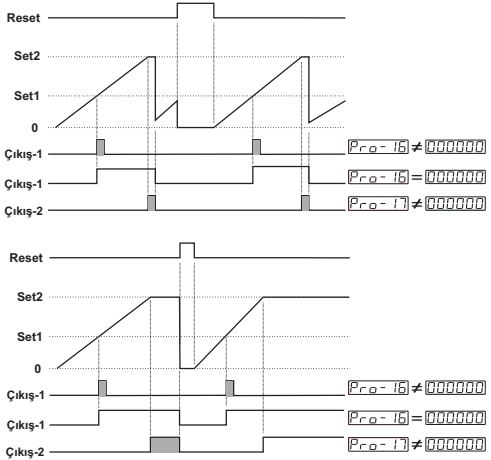 Reset
Set2
Set1
0
Çıkış-1 Pro-16 ≠ 000000
Çıkış-1 Pro-16 = 000000
Çıkış-2 Pro-17 ≠ 000000
Reset
Set2
Set1
0
Çıkış-1 Pro-16 ≠ 000000
Çıkış-1 Pro-16 = 000000
Çıkış-2 Pro-17 ≠ 000000